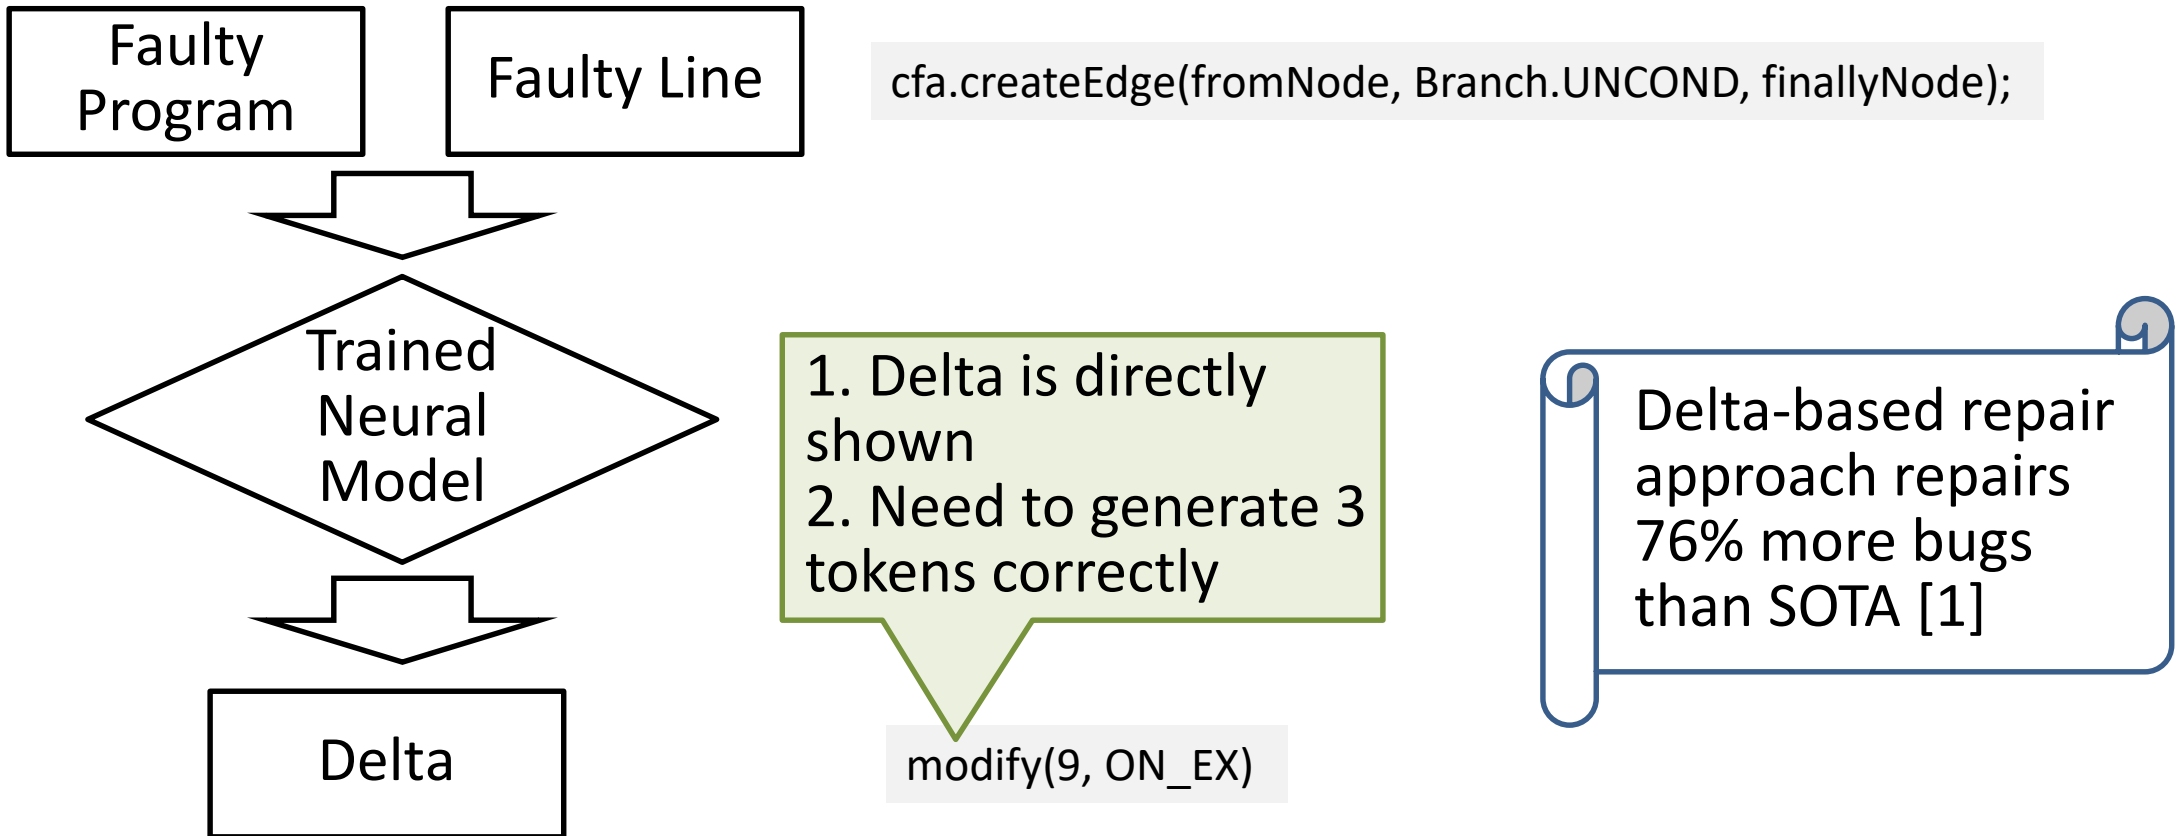 Faulty
Program
Faulty Line
cfa.createEdge(fromNode, Branch.UNCOND, finallyNode);
Trained
Neural
Model
1. Delta is directly
shown
2. Need to generate 3
tokens correctly
Delta-based repair
approach repairs
76% more bugs
than SOTA [1]
Delta
modify(9, ON_EX)